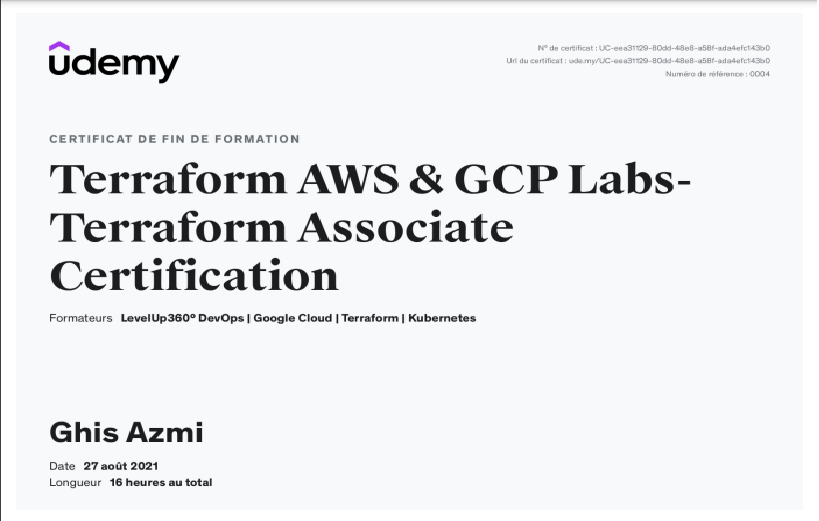 udemy
N° de certificat : UC-eea31129-80dd-48e8-a58f-ada4efc143b0
Url du certificat : ude.my/UC-eea31129-80dd-48e8-a58f-ada4efc143b0
Numéro de référence : 0004
CERTIFICAT DE FIN DE FORMATION
Terraform AWS & GCP Labs-
Terraform Associate
Certification
Formateurs LevelUp360° DevOps | Google Cloud | Terraform | Kubernetes
Ghis Azmi
Date 27 août 2021
Longueur 16 heures au total